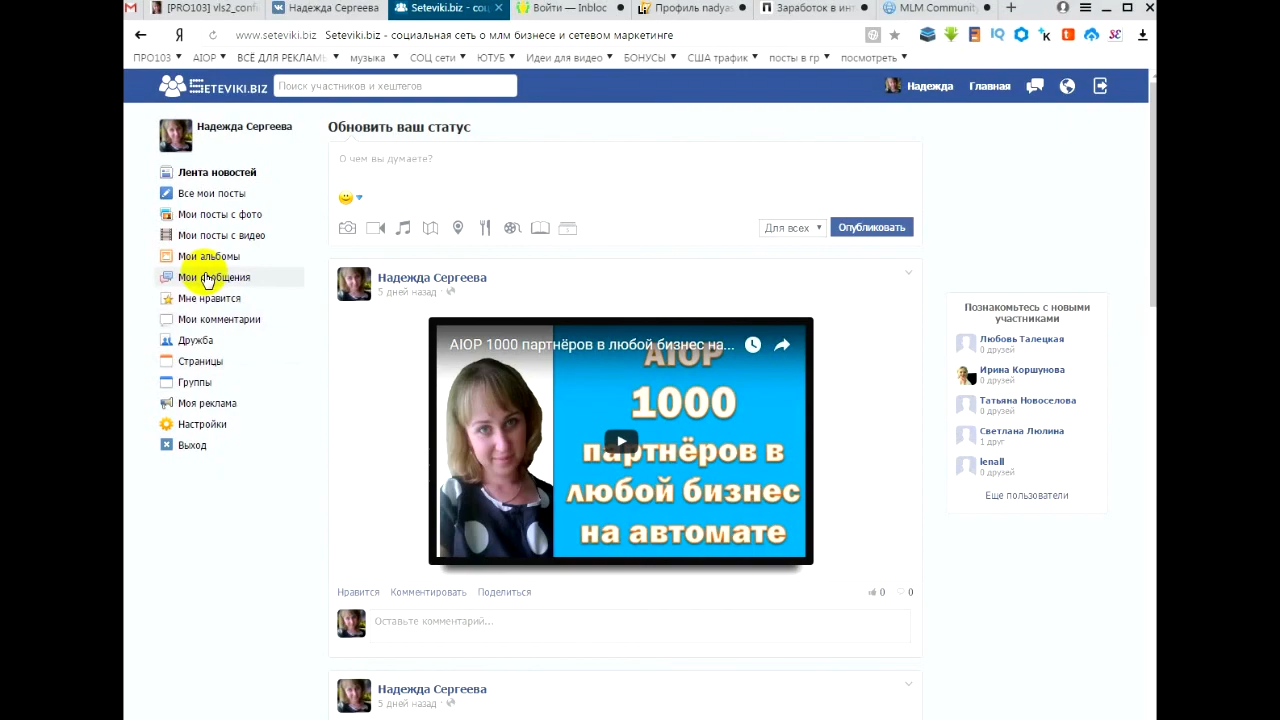 [PRO103] vls2_conf
Надежда Сергеева
Seteviki.biz - соц
Войти — Inbloc
Профиль nadyas
Заработок в инт
MLM Community
www.seteviki.biz Seteviki.biz - социальная сеть о млм бизнесе и сетевом маркетинге
ПРО103
AIOP
ВСЁ ДЛЯ РЕКЛАМЫ
музыка
СОЦ сети
ЮТУБ
Идеи для видео
БОНУСЫ
США трафик
посты в гр
посмотреть
SETEVIKI.BIZ
Поиск участников и хештегов
Надежда
Главная
Надежда Сергеева
Лента новостей
Все мои посты
Мои посты с фото
Мои посты с видео
Мои альбомы
Мои сообщения
Мне нравится
Мои комментарии
Дружба
Страницы
Группы
Моя реклама
Настройки
Выход
Обновить ваш статус
О чем вы думаете?
Для всех
Опубликовать
Надежда Сергеева
5 дней назад ·
AIOP 1000 партнёров в любой бизнес на...
AIOP
1000
партнёров в
любой бизнес
на автомате
Нравится Комментировать Поделиться
0 0
Оставьте комментарий...
Надежда Сергеева
5 дней назад ·
Познакомьтесь с новыми
участниками
Любовь Талецкая
0 друзей
Ирина Коршунова
0 друзей
Татьяна Новоселова
0 друзей
Светлана Люлина
1 друг
lenall
0 друзей
Еще пользователи